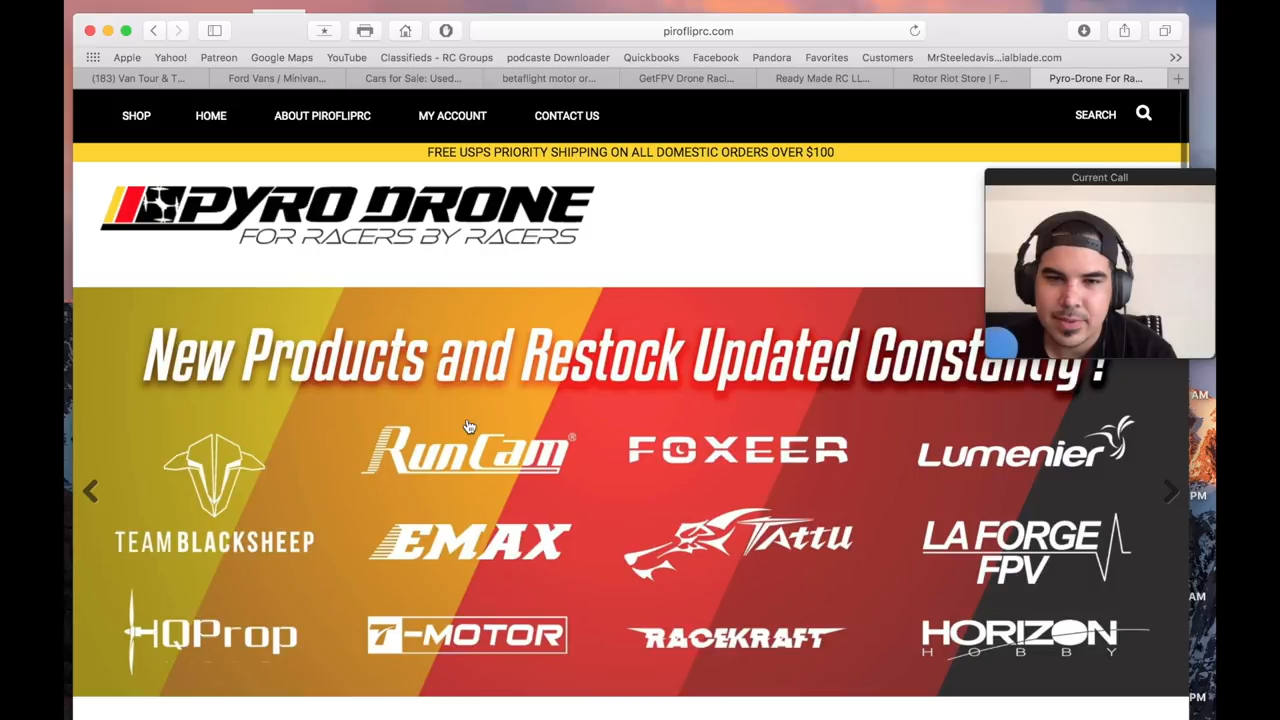 pirofliprc.com
Apple Yahoo! Patreon Google Maps YouTube Classifieds - RC Groups podcaste Downloader Quickbooks Facebook Pandora Favorites Customers MrSteeledavis...ialblade.com
(183) Van Tour & T... Ford Vans / Minivan... Cars for Sale: Used... betaflight motor or... GetFPV Drone Raci... Ready Made RC LL... Rotor Riot Store | F... Pyro-Drone For Ra...
SHOP HOME ABOUT PIROFLIPRC MY ACCOUNT CONTACT US SEARCH
FREE USPS PRIORITY SHIPPING ON ALL DOMESTIC ORDERS OVER $100
Current Call
PYRO DRONE
FOR RACERS BY RACERS
New Products and Restock Updated Constantly!
RunCam® FOXEER Lumenier
TEAM BLACKSHEEP EMAX TATTU LA FORGE
FPV
HQProp T-MOTOR RACEKRAFT HORIZON
HOBBY
AM
PM
AM
PM